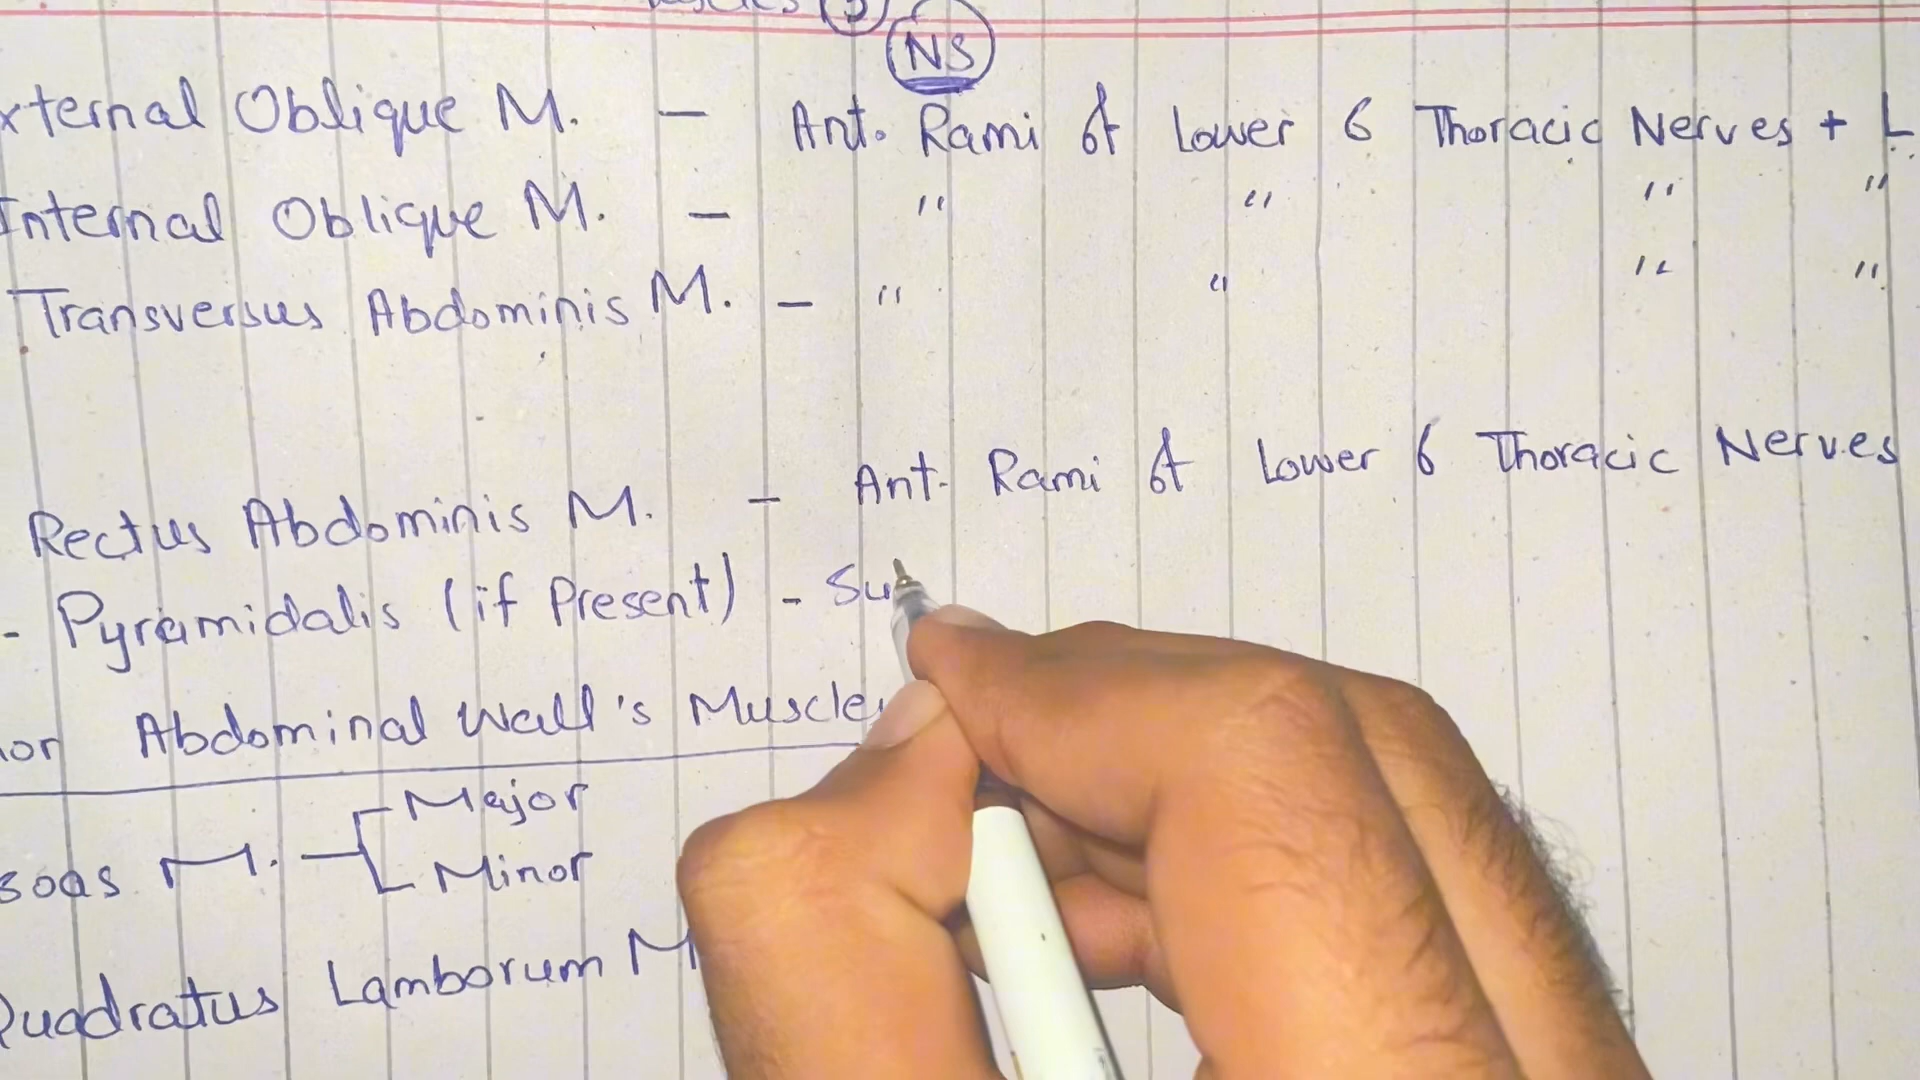 NS
xternal Oblique M. - Ant. Rami of Lower 6 Thoracic Nerves + L
Internal Oblique M. - " " " "
Transversus Abdominis M. - " " " "
Rectus Abdominis M. - Ant. Rami of Lower 6 Thoracic Nerves
- Pyramidalis (if Present) - Su
ior Abdominal Wall's Muscles
soas M. - Major
Minor
Quadratus Lamborum M